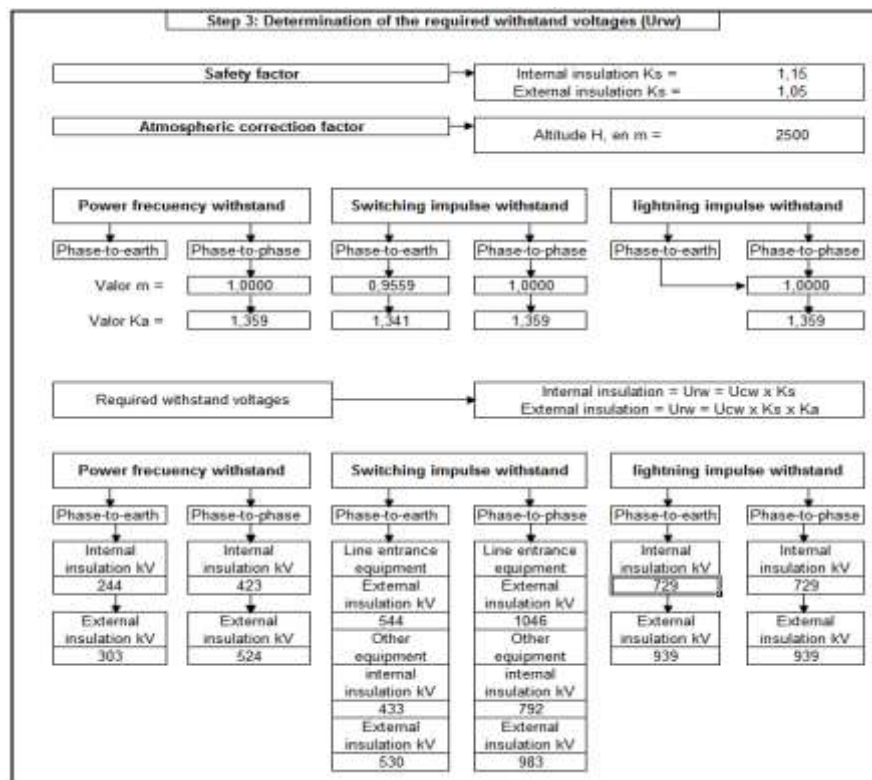 Step 3: Determination of the required withstand voltages (Urw)
Safety factor
Internal insulation Ks = 1,15
External insulation Ks = 1,05
Atmospheric correction factor
Altitude H, en m = 2500
Power frecuency withstand
Switching impulse withstand
lightning impulse withstand
Phase-to-earth
Phase-to-phase
Phase-to-earth
Phase-to-phase
Phase-to-earth
Phase-to-phase
Valor m = 1,0000 0,9559 1,0000 1,0000
Valor Ka = 1,359 1,341 1,359 1,359
Required withstand voltages
Internal insulation = Urw = Ucw x Ks
External insulation = Urw = Ucw x Ks x Ka
Power frecuency withstand
Switching impulse withstand
lightning impulse withstand
Phase-to-earth
Internal
insulation kV
244
External
insulation kV
303
Phase-to-phase
Internal
insulation kV
423
External
insulation kV
524
Phase-to-earth
Line entrance
equipment
External
insulation kV
544
Other
equipment
internal
insulation kV
433
External
insulation kV
530
Phase-to-phase
Line entrance
equipment
External
insulation kV
1046
Other
equipment
internal
insulation kV
792
External
insulation kV
983
Phase-to-earth
Internal
insulation kV
729
External
insulation kV
939
Phase-to-phase
Internal
insulation kV
729
External
insulation kV
939